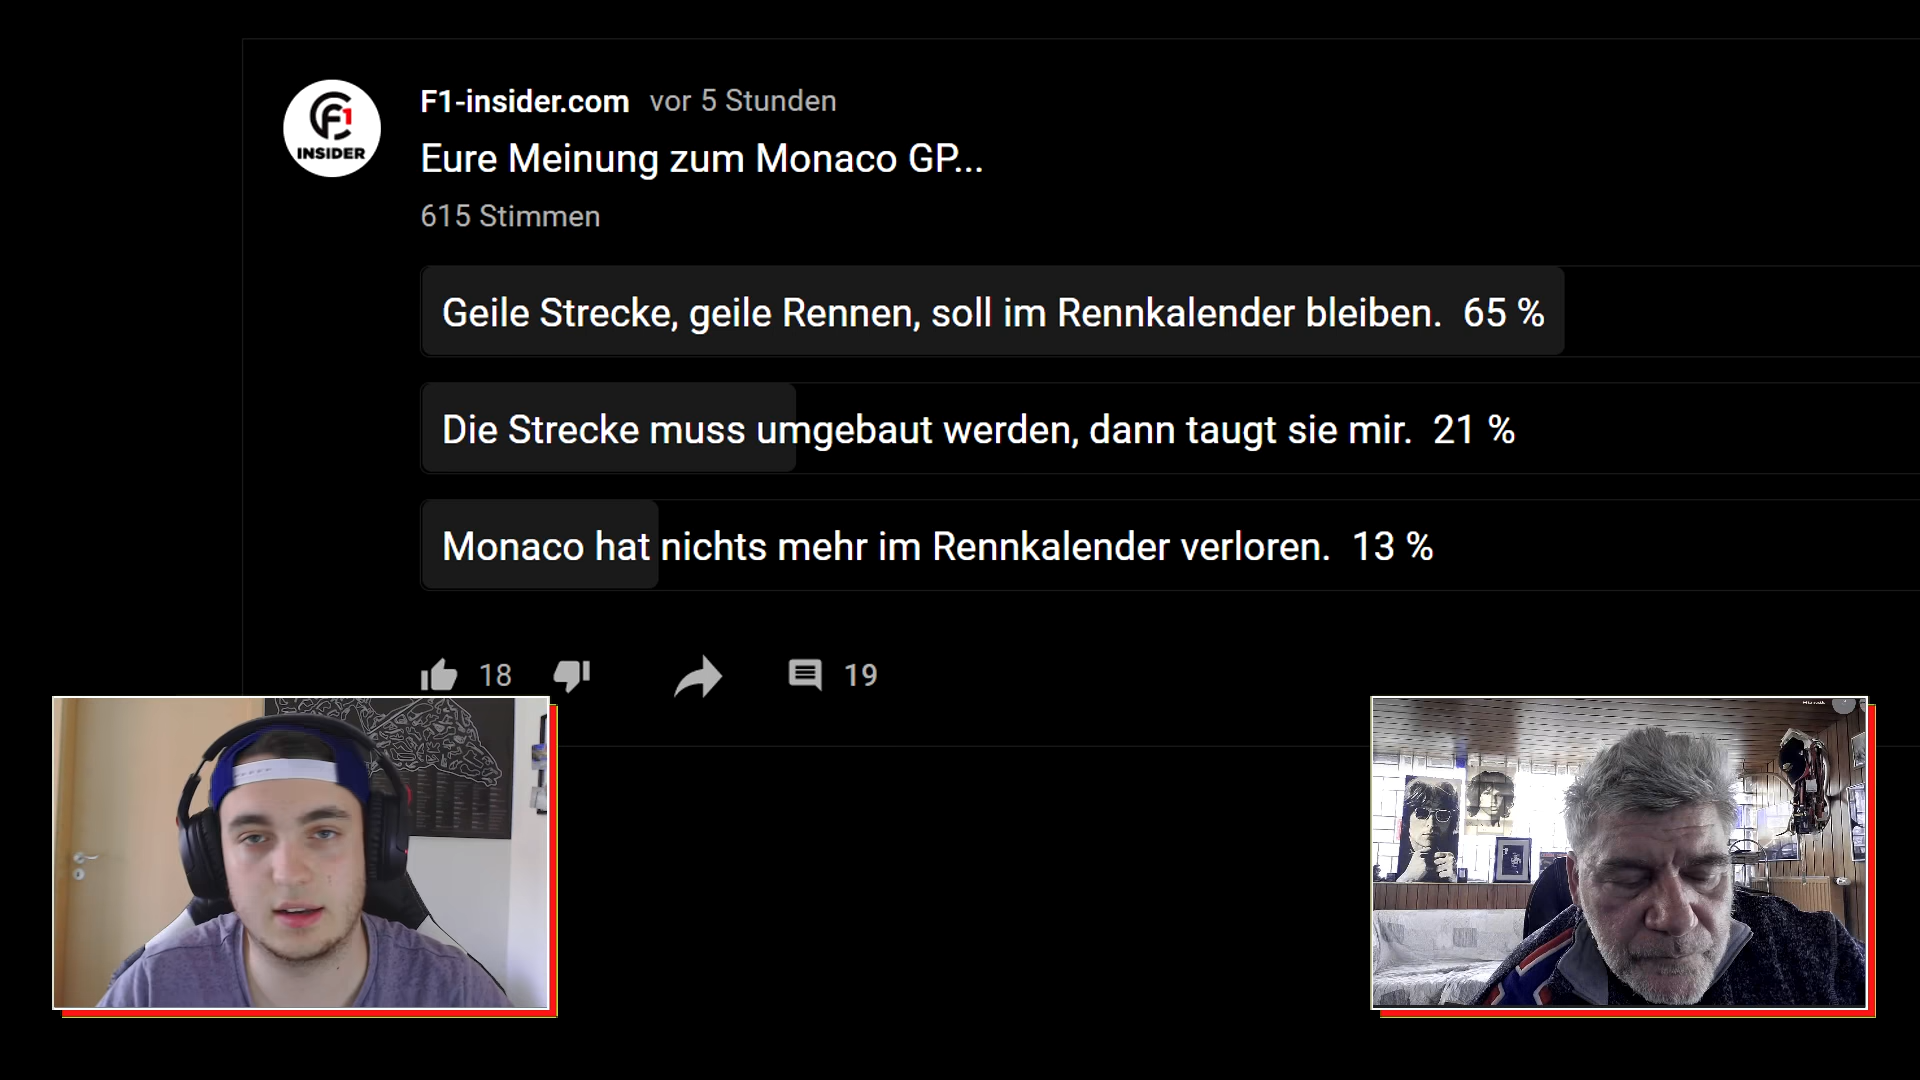 F1-insider.com vor 5 Stunden
F1
INSIDER
Eure Meinung zum Monaco GP...
615 Stimmen
Geile Strecke, geile Rennen, soll im Rennkalender bleiben. 65 %
Die Strecke muss umgebaut werden, dann taugt sie mir. 21 %
Monaco hat nichts mehr im Rennkalender verloren. 13 %
18
19